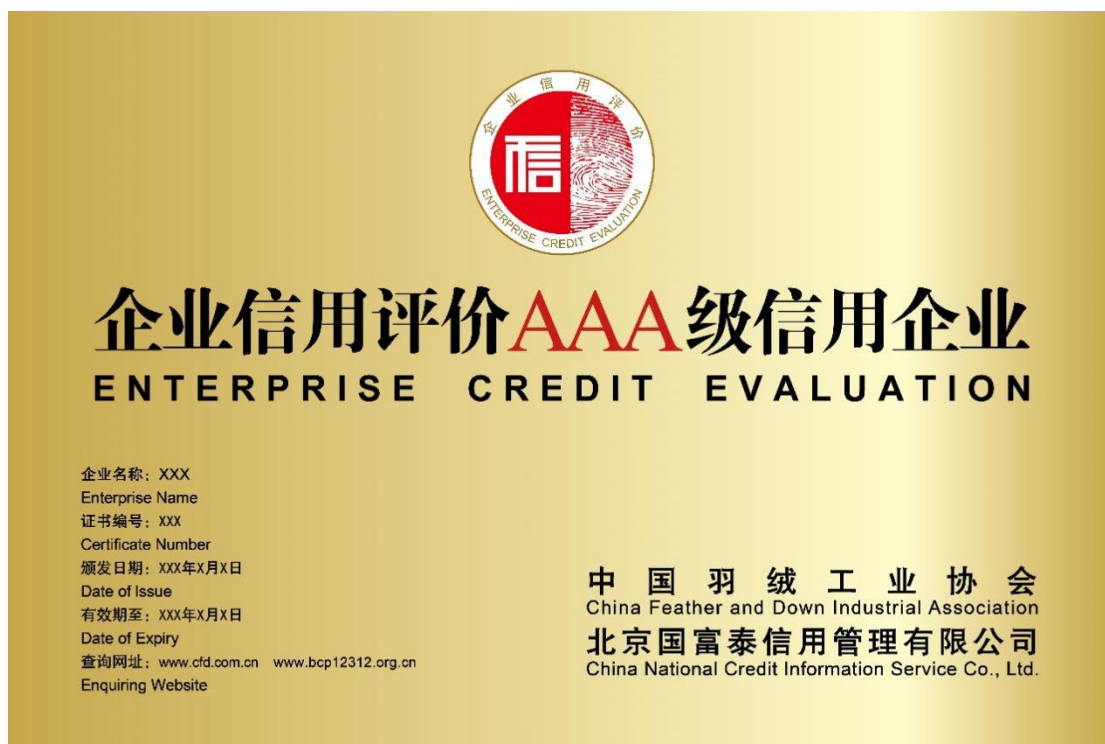 企业信用评价
信
ENTERPRISE CREDIT EVALUATION
企业信用评价AAA级信用企业
ENTERPRISE CREDIT EVALUATION
企业名称：XXX
Enterprise Name
证书编号：XXX
Certificate Number
颁发日期：XXX年X月X日
Date of Issue
有效期至：XXX年X月X日
Date of Expiry
查询网址：www.cfd.com.cn www.bcp12312.org.cn
Enquiring Website
中国羽绒工业协会
China Feather and Down Industrial Association
北京国富泰信用管理有限公司
China National Credit Information Service Co., Ltd.